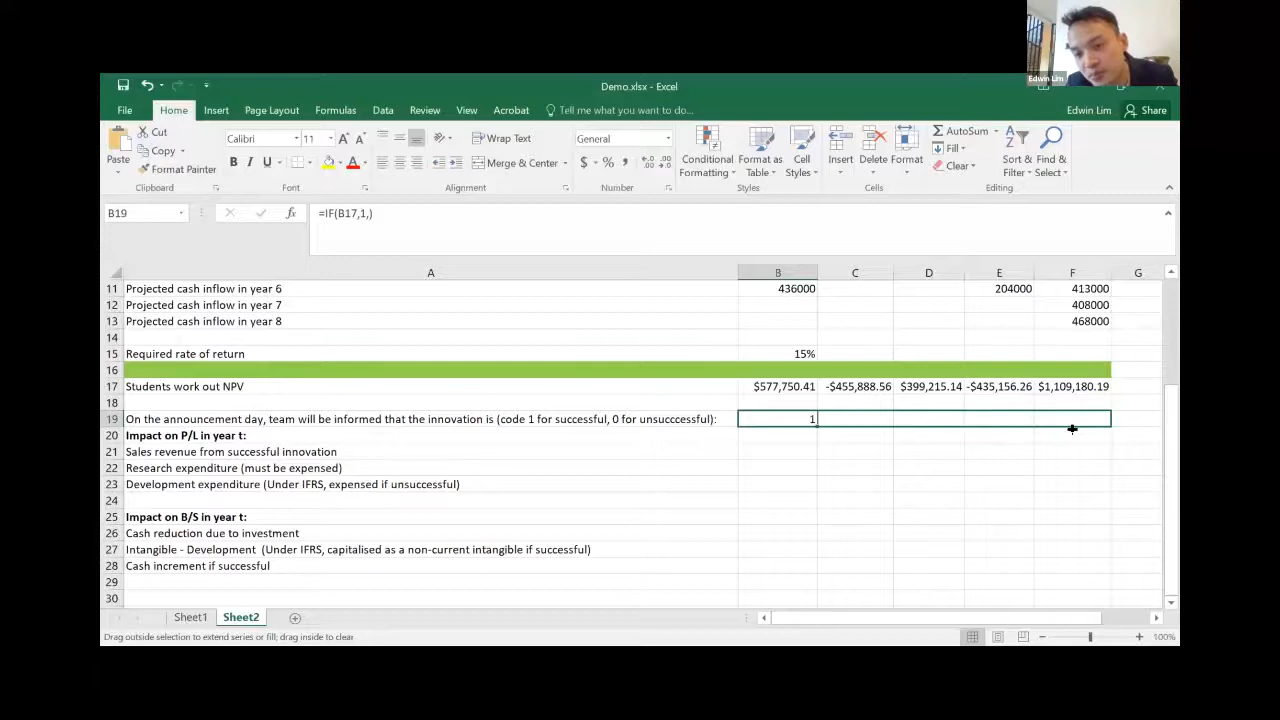 Edwin Lim
Demo.xlsx - Excel
File Home Insert Page Layout Formulas Data Review View Acrobat Tell me what you want to do... Edwin Lim Share
Paste Cut Copy Format Painter Clipboard
Calibri 11 B I U A A A Font
Wrap Text Merge & Center Alignment
General $ % , Number
Conditional Formatting Format as Table Cell Styles Styles
Insert Delete Format Cells
AutoSum Fill Clear Sort & Filter Find & Select Editing
B19 fx =IF(B17,1,)
A B C D E F G
11 Projected cash inflow in year 6 436000 204000 413000
12 Projected cash inflow in year 7 408000
13 Projected cash inflow in year 8 468000
14
15 Required rate of return 15%
16
17 Students work out NPV $577,750.41 -$455,888.56 $399,215.14 -$435,156.26 $1,109,180.19
18
19 On the announcement day, team will be informed that the innovation is (code 1 for successful, 0 for unsucccessful): 1
20 Impact on P/L in year t:
21 Sales revenue from successful innovation
22 Research expenditure (must be expensed)
23 Development expenditure (Under IFRS, expensed if unsuccessful)
24
25 Impact on B/S in year t:
26 Cash reduction due to investment
27 Intangible - Development (Under IFRS, capitalised as a non-current intangible if successful)
28 Cash increment if successful
29
30
Sheet1 Sheet2
Drag outside selection to extend series or fill; drag inside to clear 100%